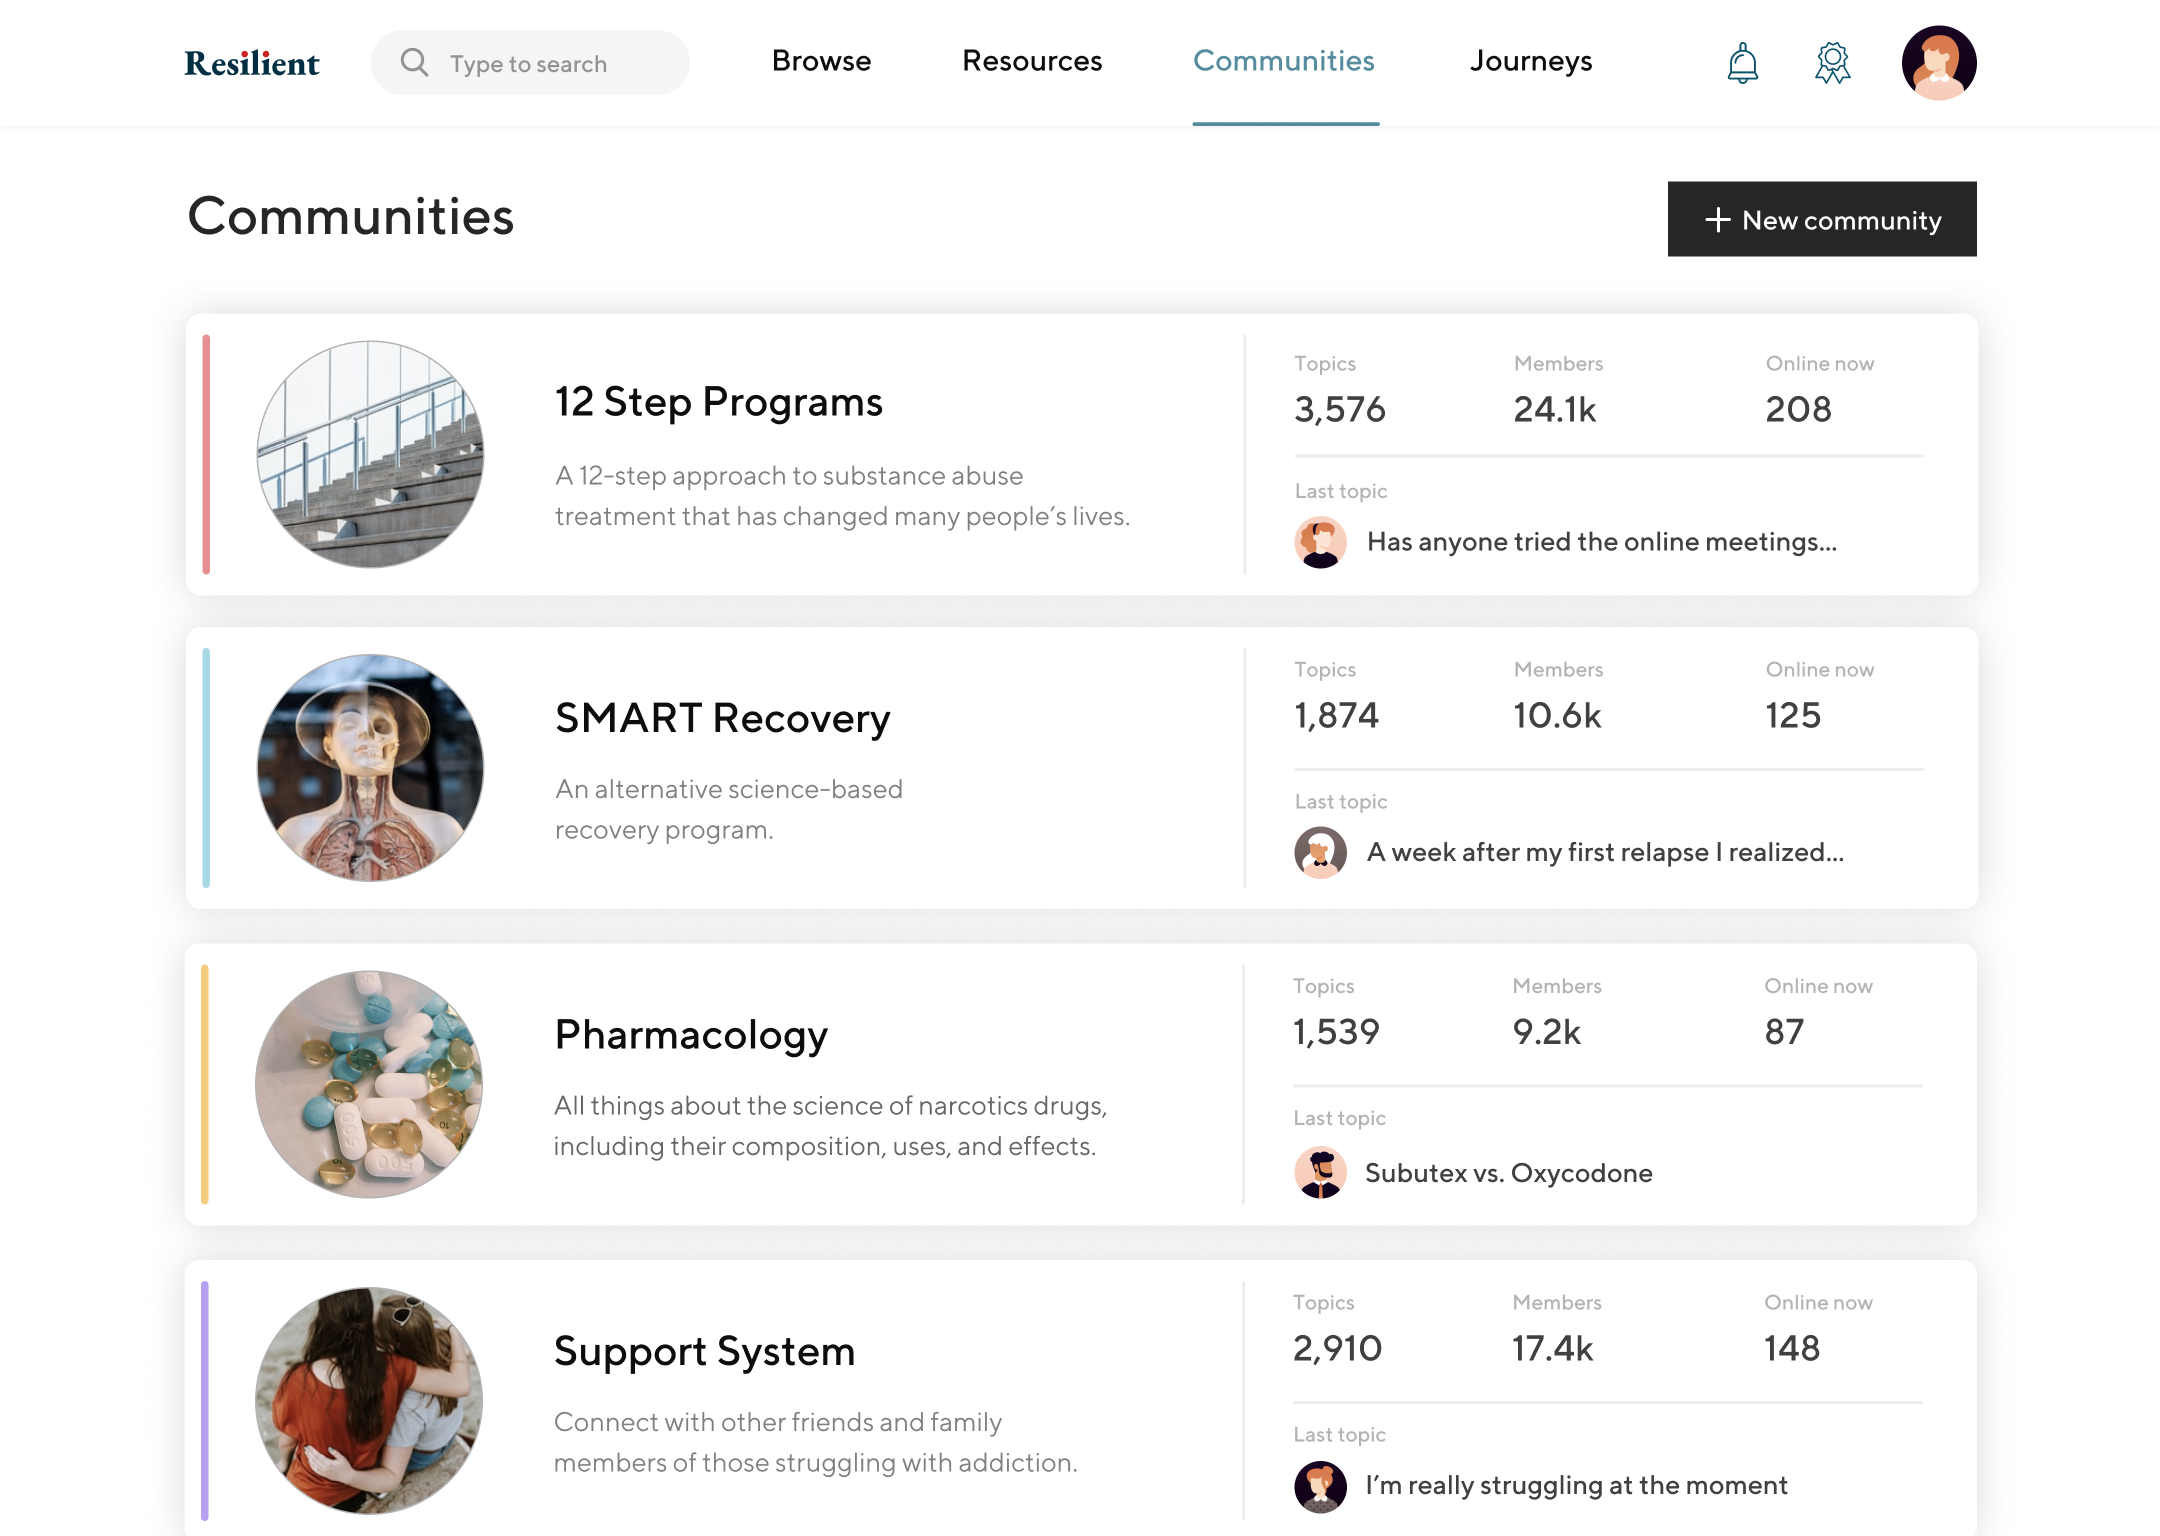 Resilient
Type to search
Browse
Resources
Communities
Journeys
Communities
+ New community
12 Step Programs
A 12-step approach to substance abuse
treatment that has changed many people's lives.
Topics
3,576
Members
24.1k
Online now
208
Last topic
Has anyone tried the online meetings...
SMART Recovery
An alternative science-based
recovery program.
Topics
1,874
Members
10.6k
Online now
125
Last topic
A week after my first relapse I realized...
Pharmacology
All things about the science of narcotics drugs,
including their composition, uses, and effects.
Topics
1,539
Members
9.2k
Online now
87
Last topic
Subutex vs. Oxycodone
Support System
Connect with other friends and family
members of those struggling with addiction.
Topics
2,910
Members
17.4k
Online now
148
Last topic
I'm really struggling at the moment